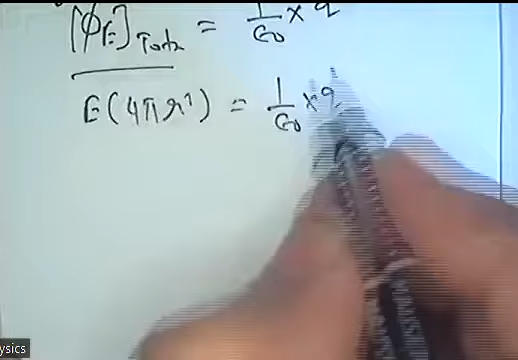 [ϕE]Total = 1/ε0 × q
E(4πr²) = 1/ε0 × q
ysics